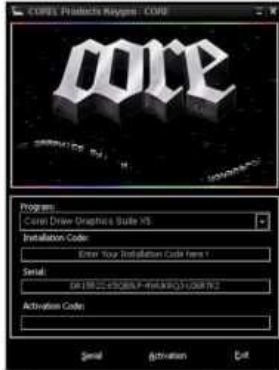 COREL Products Keygen - CORE
core
Program:
Corel Draw Graphics Suite X5
Installation Code:
Enter Your Installation Code here !
Serial:
Activation Code:
Serial Activation Exit